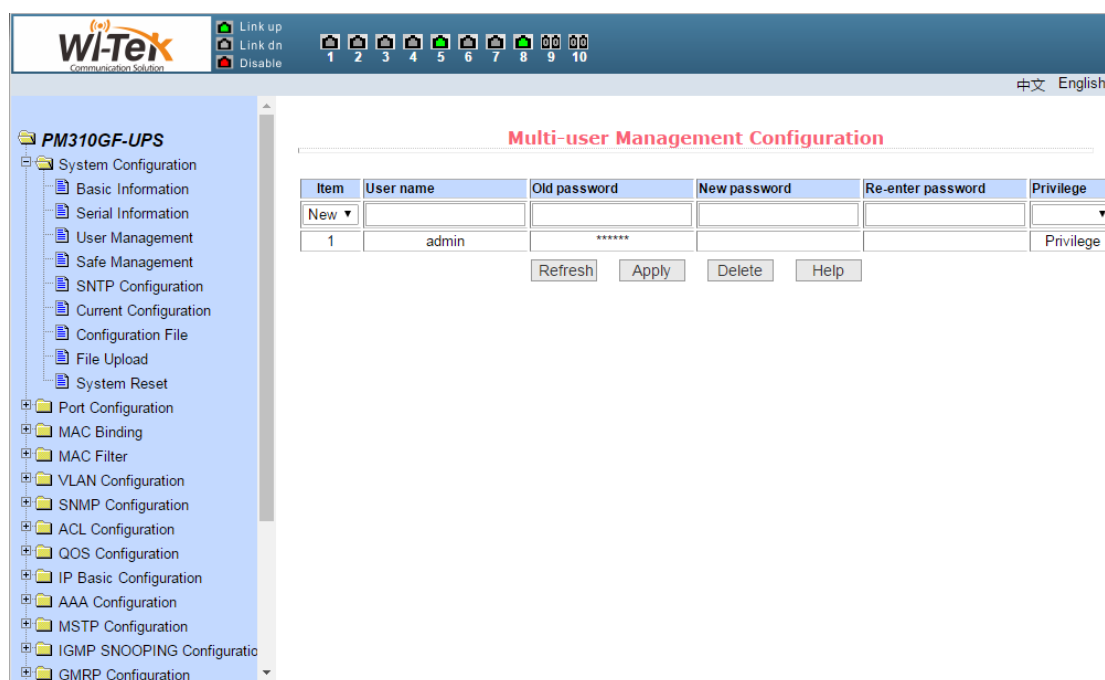 WI-TEK
Communication Solution
Link up
Link dn
Disable
1 2 3 4 5 6 7 8 9 10
中文 English
PM310GF-UPS
System Configuration
Basic Information
Serial Information
User Management
Safe Management
SNTP Configuration
Current Configuration
Configuration File
File Upload
System Reset
Port Configuration
MAC Binding
MAC Filter
VLAN Configuration
SNMP Configuration
ACL Configuration
QOS Configuration
IP Basic Configuration
AAA Configuration
MSTP Configuration
IGMP SNOOPING Configuratio
GMRP Configuration
Multi-user Management Configuration
Item User name Old password New password Re-enter password Privilege
New
1 admin ****** Privilege
Refresh Apply Delete Help